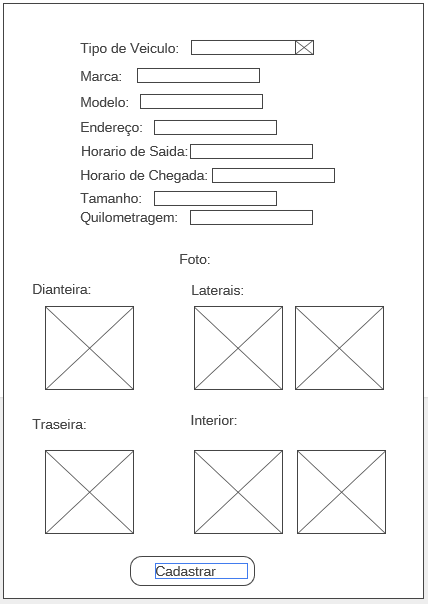 Tipo de Veiculo:
Marca:
Modelo:
Endereço:
Horario de Saida:
Horario de Chegada:
Tamanho:
Quilometragem:
Foto:
Dianteira:
Laterais:
Traseira:
Interior:
Cadastrar